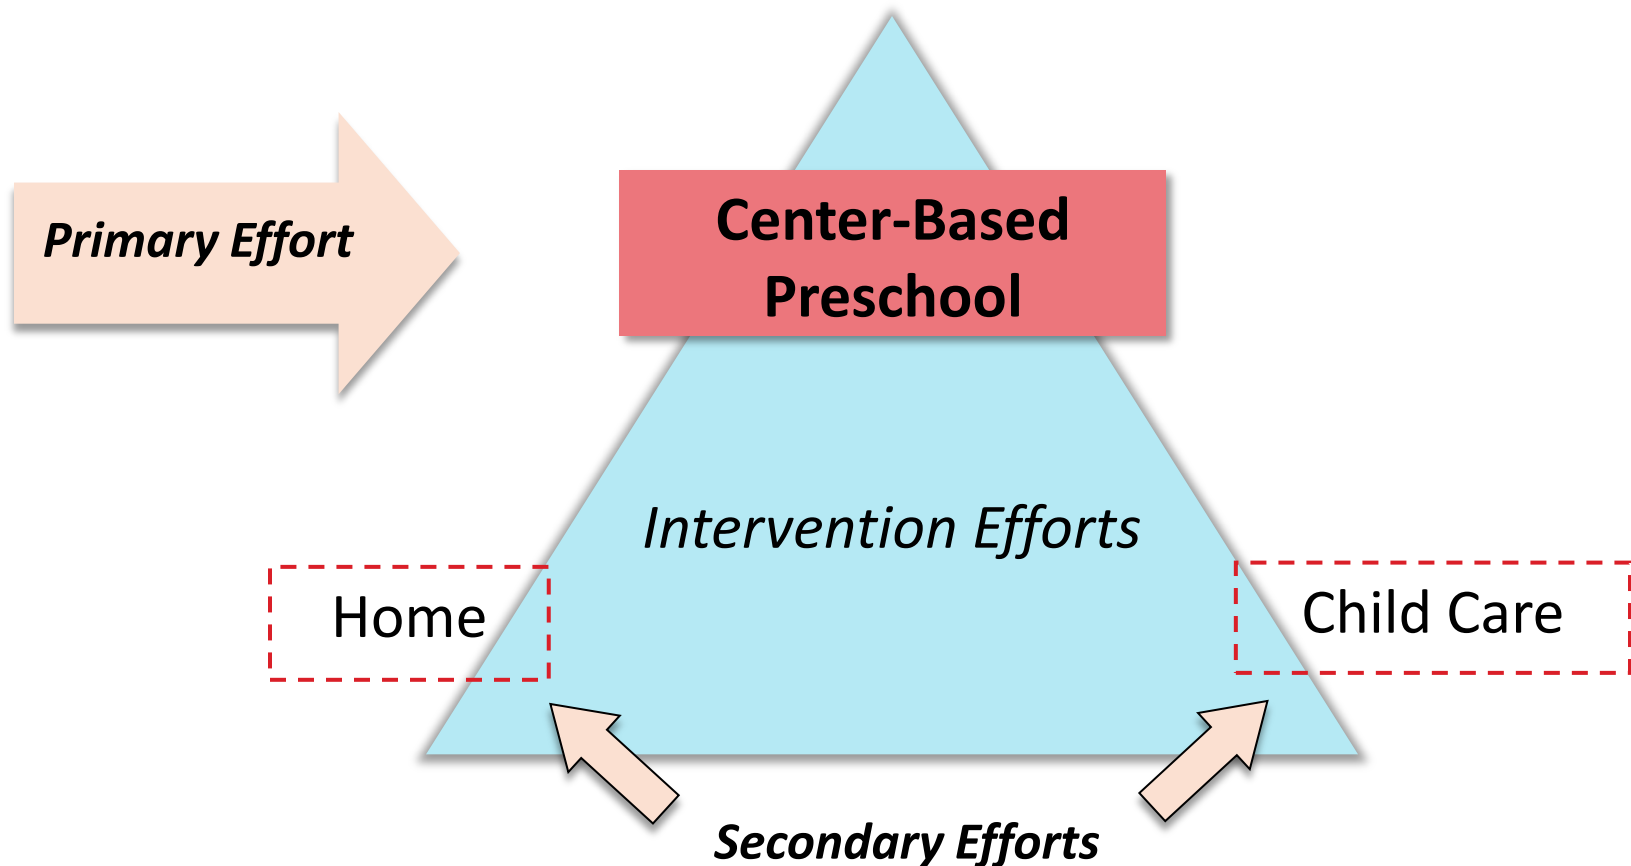 Primary Effort
Center-Based
Preschool
Intervention Efforts
Home
Child Care
Secondary Efforts